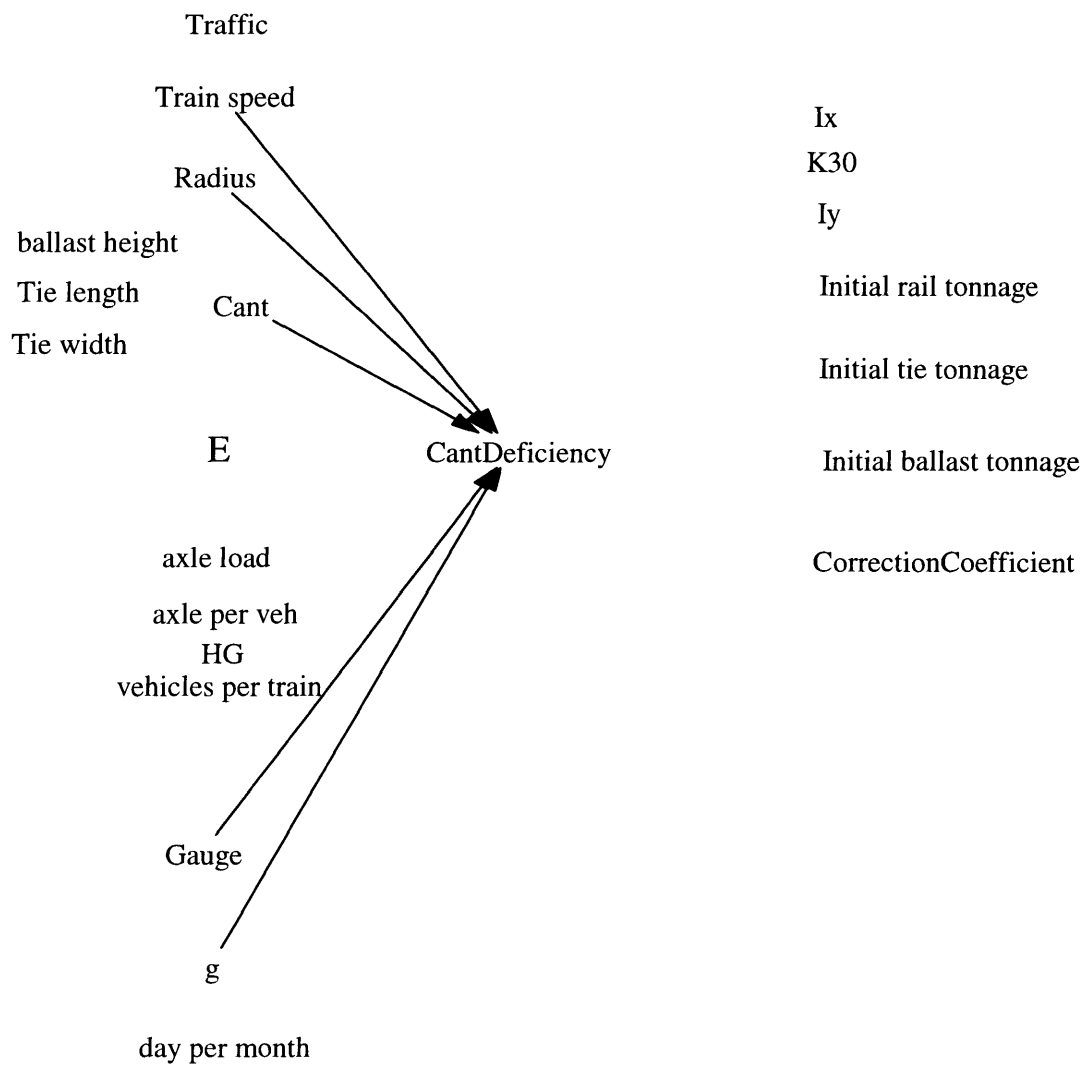 Traffic
Train speed
Radius
ballast height
Tie length
Cant
Tie width
E
CantDeficiency
axle load
axle per veh
HG
vehicles per train
Gauge
g
day per month
Ix
K30
Iy
Initial rail tonnage
Initial tie tonnage
Initial ballast tonnage
CorrectionCoefficient